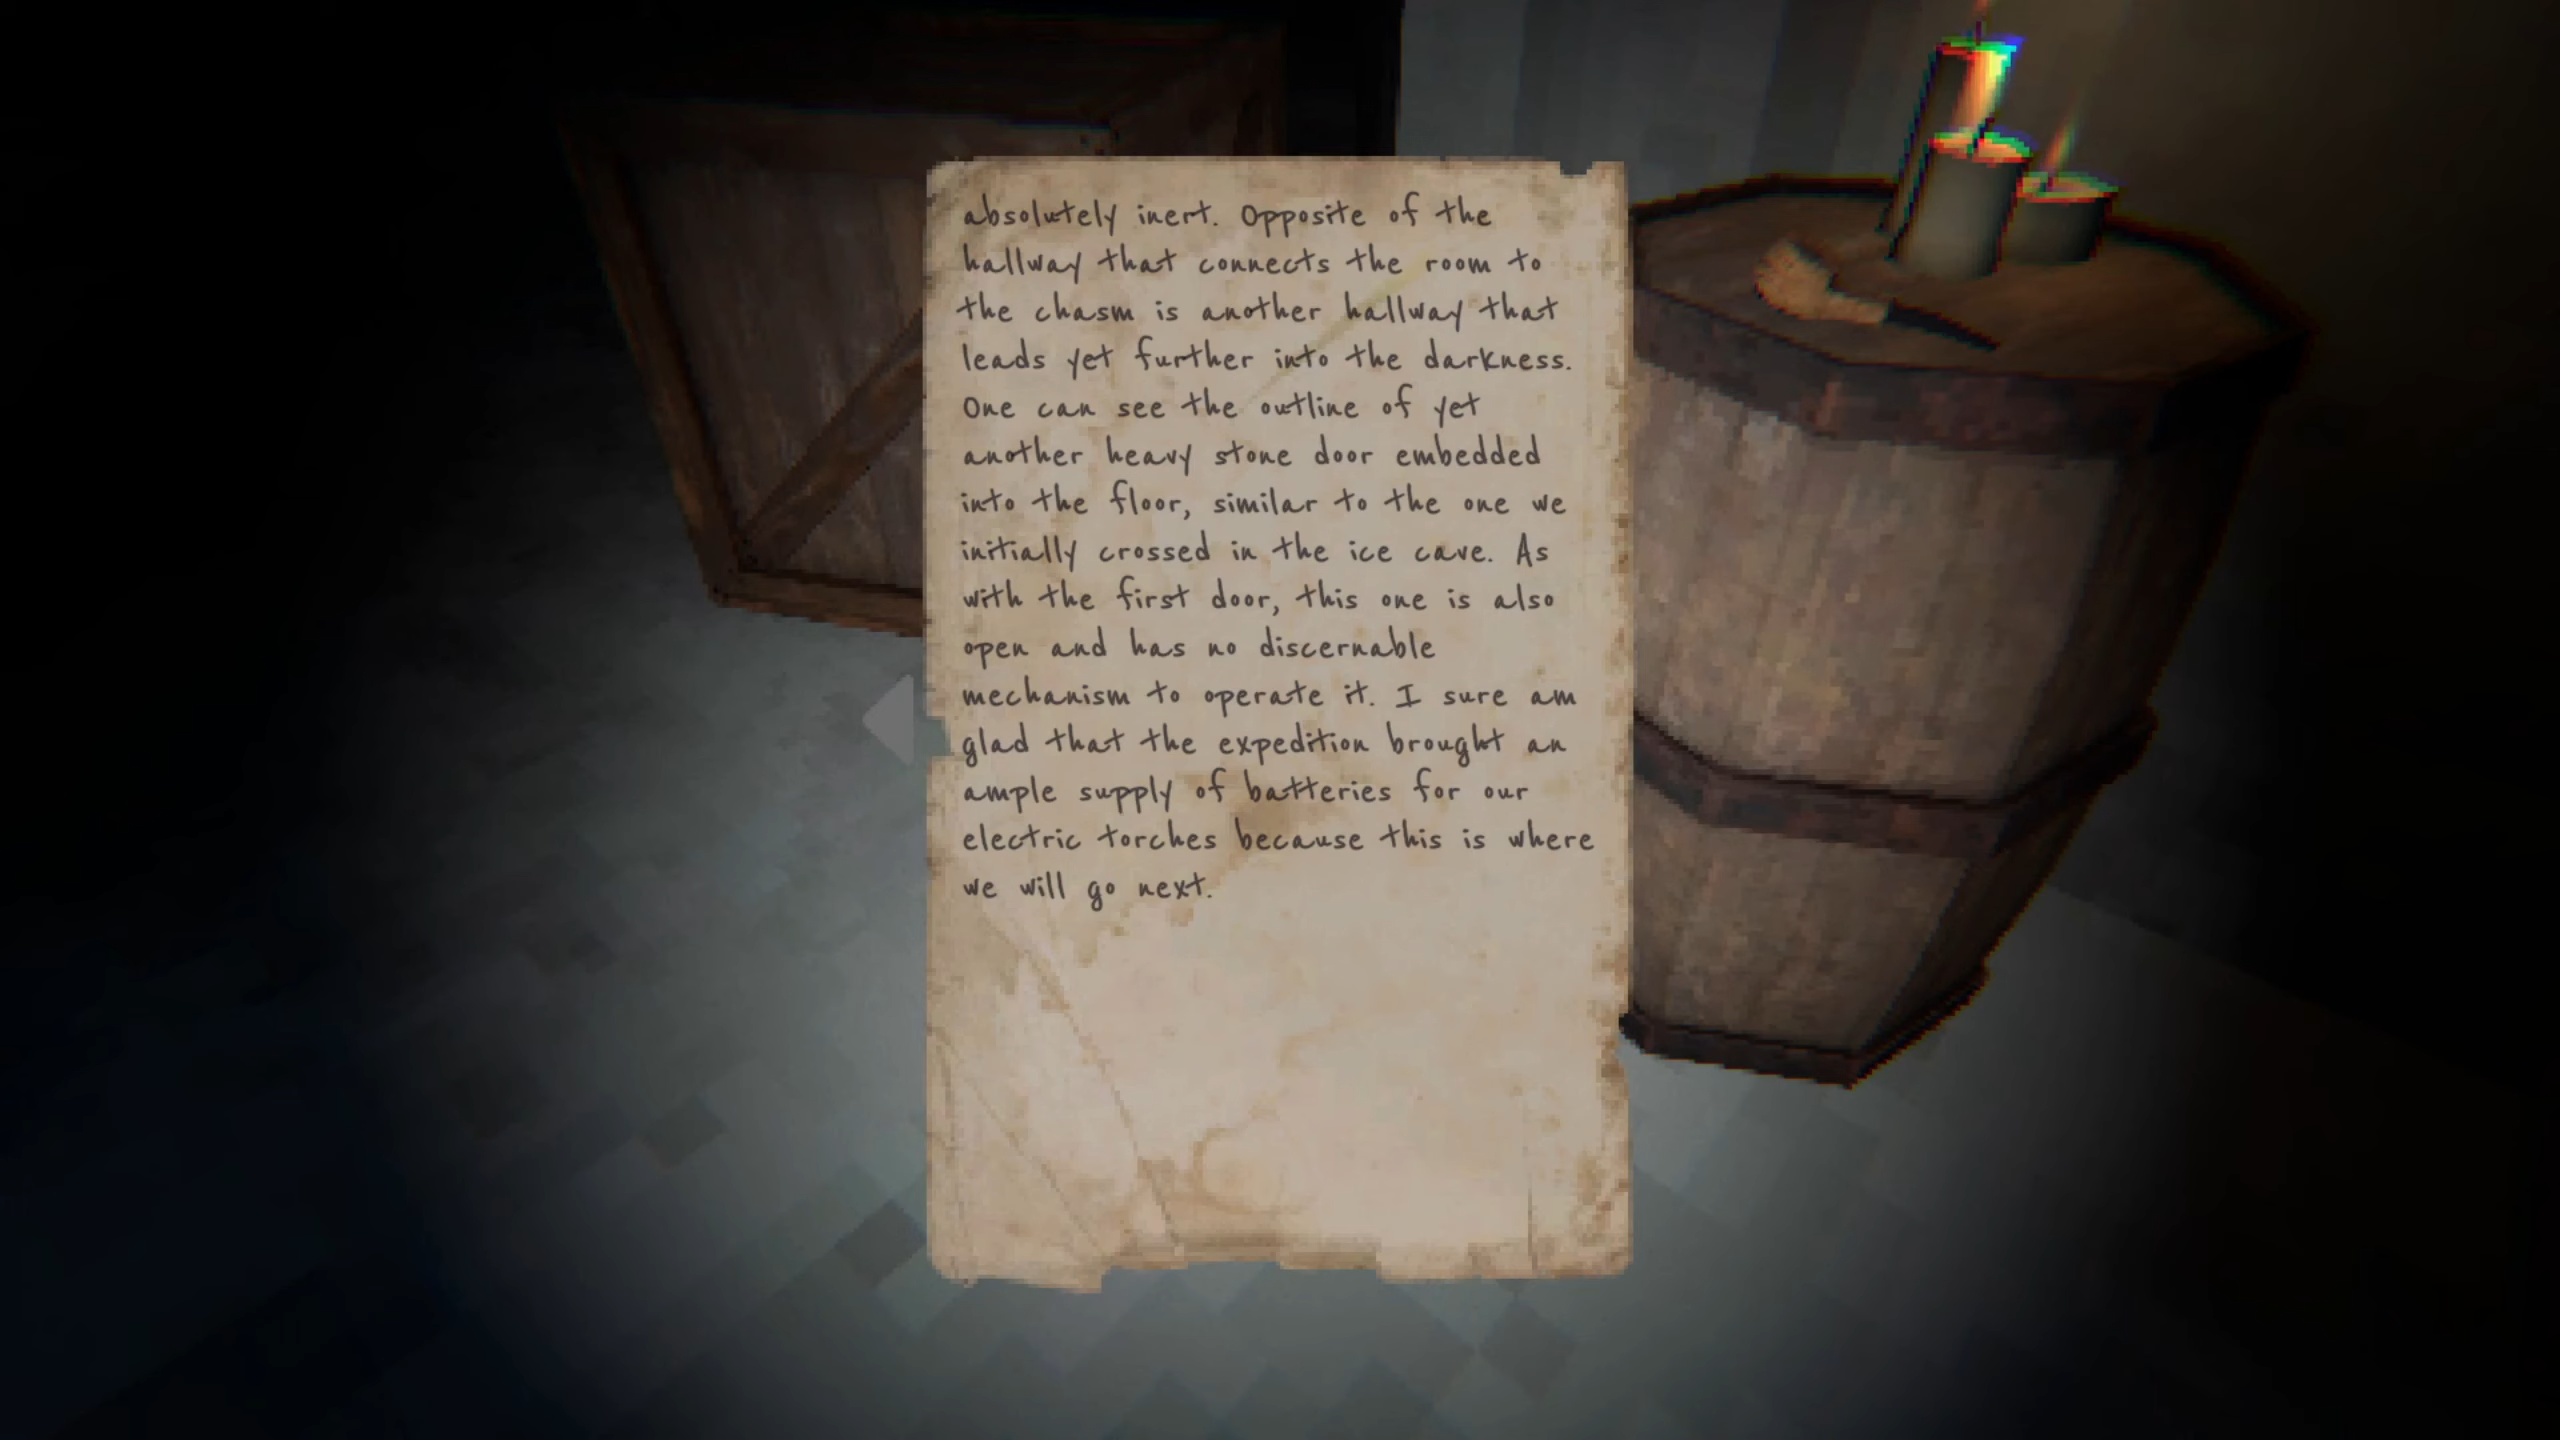 absolutely inert. Opposite of the
hallway that connects the room to
the chasm is another hallway that
leads yet further into the darkness.
One can see the outline of yet
another heavy stone door embedded
into the floor, similar to the one we
initially crossed in the ice cave. As
with the first door, this one is also
open and has no discernable
mechanism to operate it. I sure am
glad that the expedition brought an
ample supply of batteries for our
electric torches because this is where
we will go next.